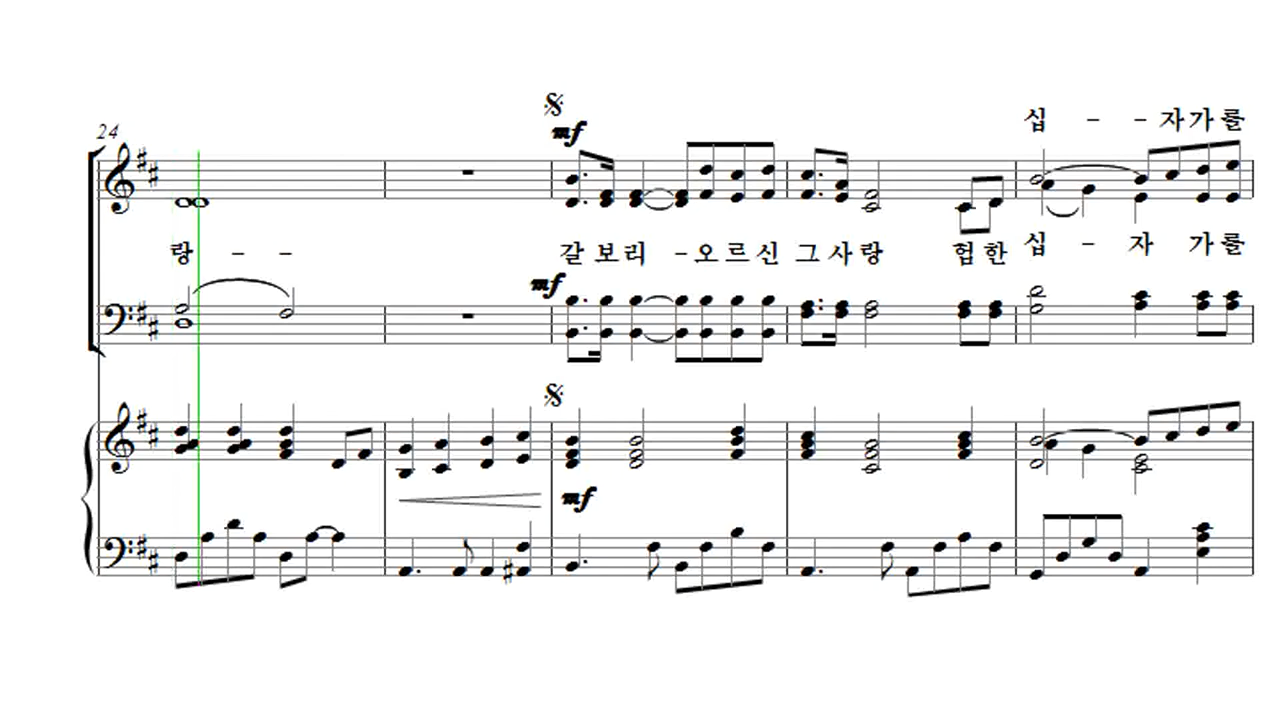 십 - - 자가를
24
mf
랑 - - 갈 보 리 - 오 르 신 그 사 랑 험 한 십 - 자 가를
mf
mf